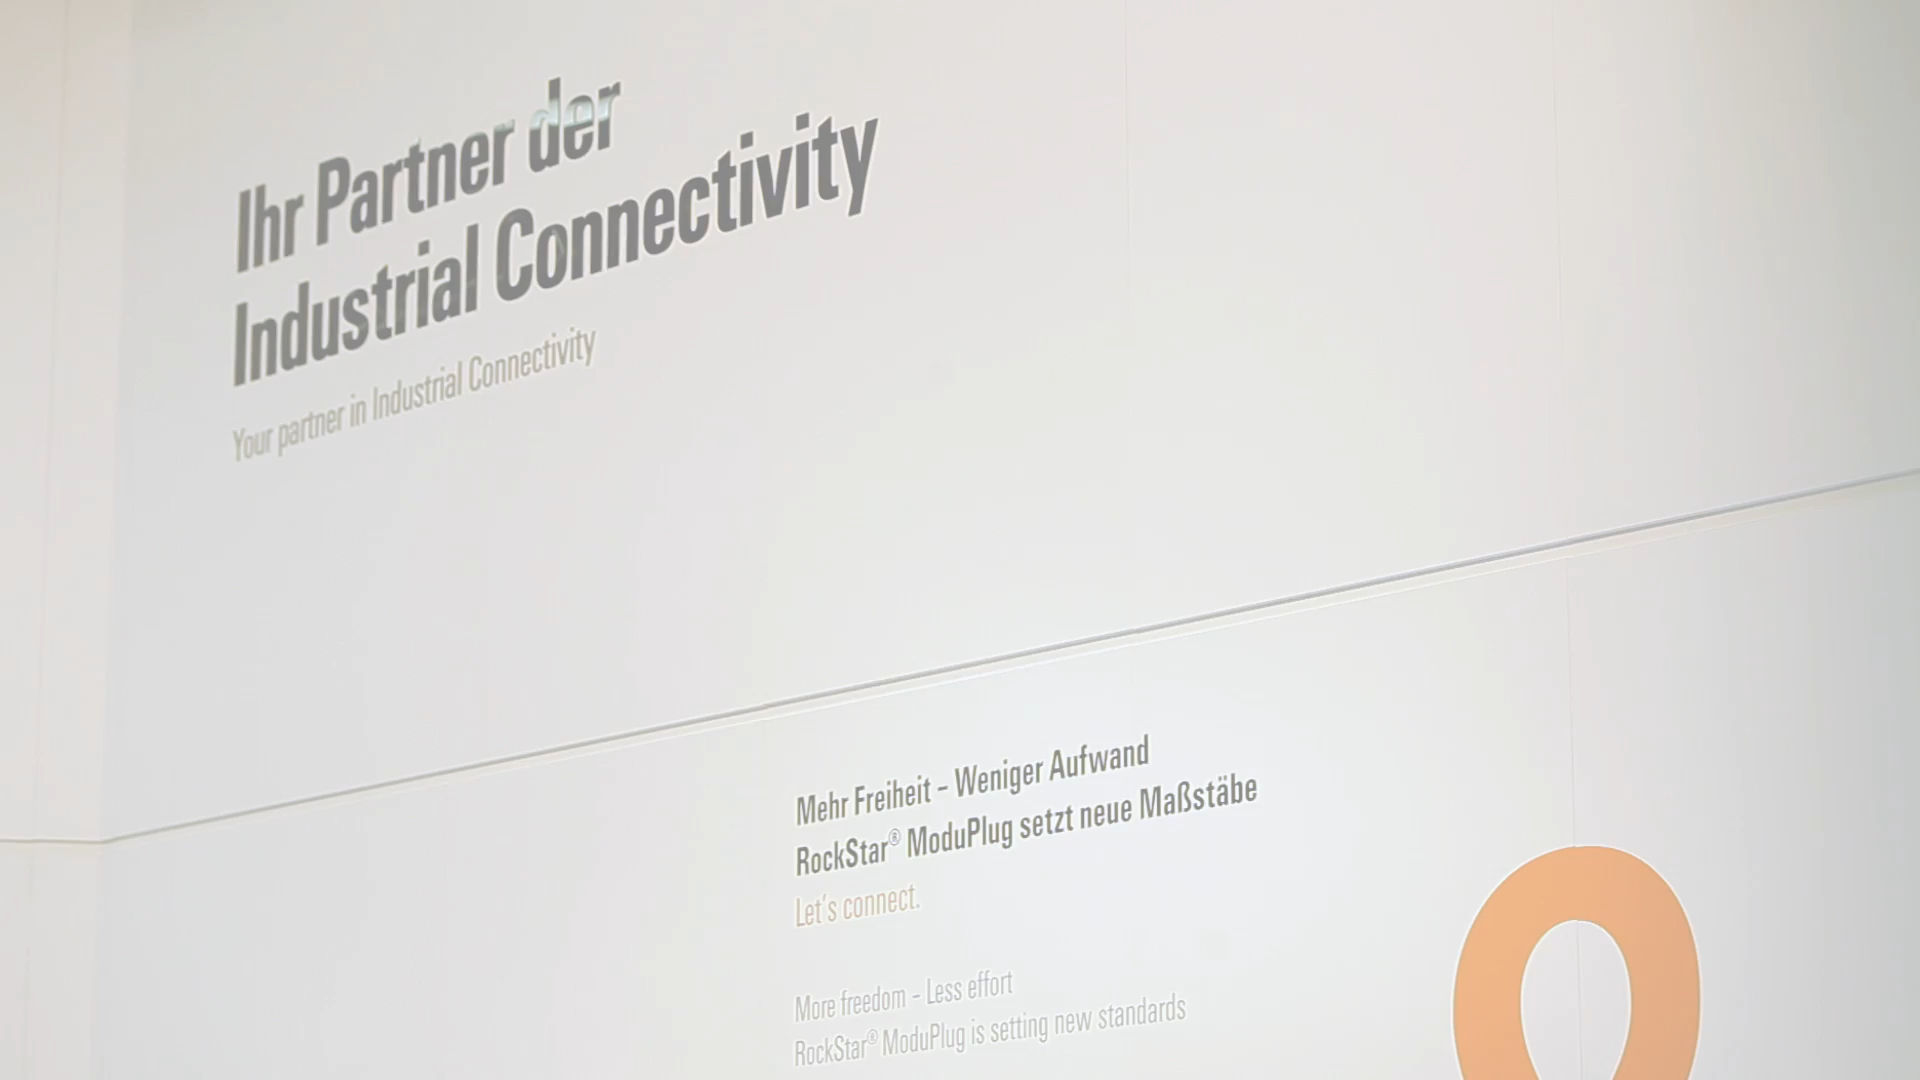 Ihr Partner der
Industrial Connectivity
Your partner in Industrial Connectivity
Mehr Freiheit – Weniger Aufwand
RockStar® ModuPlug setzt neue Maßstäbe
Let's connect.
More freedom – Less effort
RockStar® ModuPlug is setting new standards